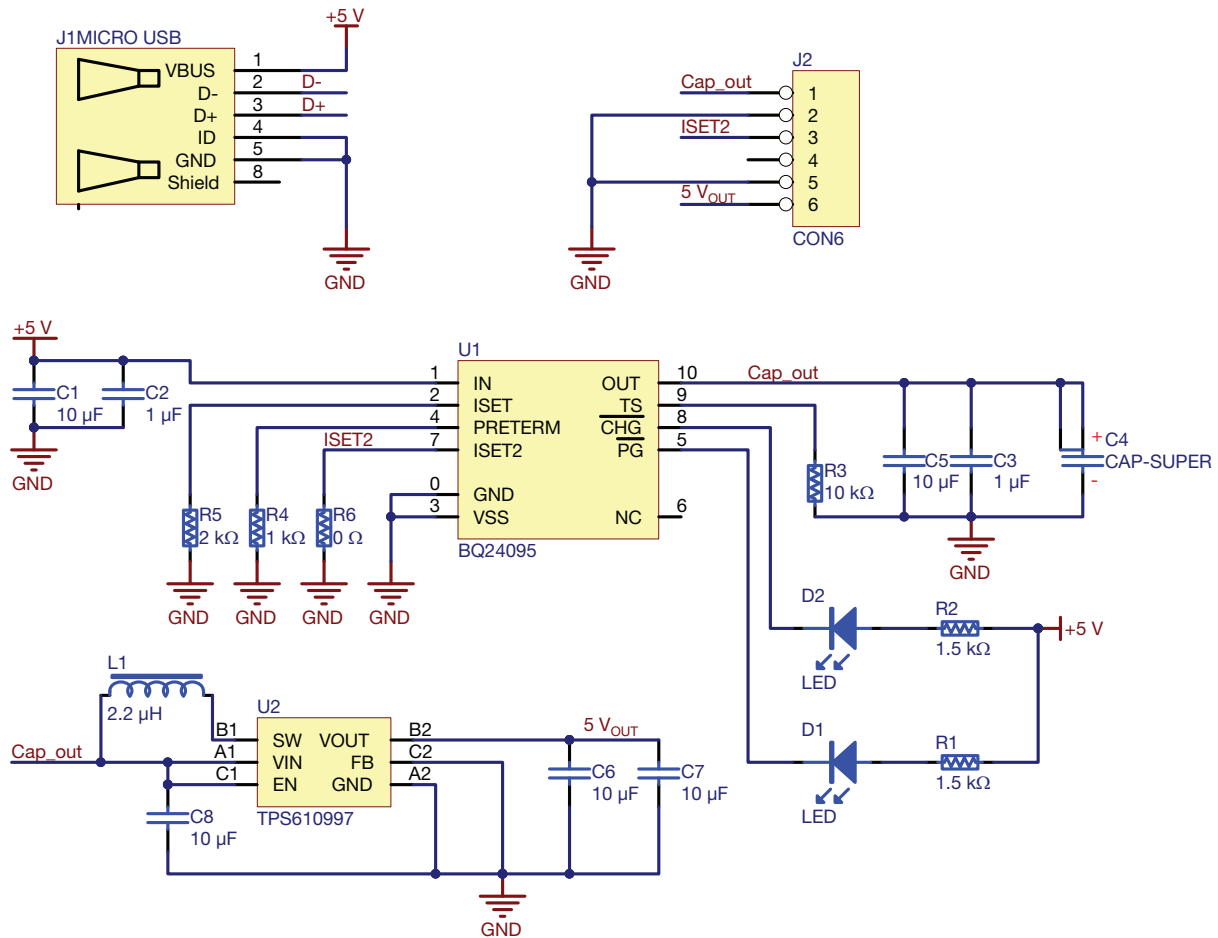 +5 V
J1MICRO USB
VBUS 1
D- 2 D-
D+ 3 D+
ID 4
GND 5
Shield 8
GND
J2
Cap_out 1
2
ISET2 3
4
5
5 VOUT 6
CON6
GND
+5 V
C1
10 µF
C2
1 µF
GND
U1
1 IN OUT 10 Cap_out
2 ISET TS 9
4 PRETERM CHG 8
ISET2 7 ISET2 PG 5
0 GND
3 VSS NC 6
BQ24095
R5
2 kΩ
R4
1 kΩ
R6
0 Ω
GND
GND
GND
GND
R3
10 kΩ
C5
10 µF
C3
1 µF
+ C4
CAP-SUPER
-
GND
D2
LED
R2
1.5 kΩ
+5 V
D1
LED
R1
1.5 kΩ
L1
2.2 µH
Cap_out
U2
B1 SW VOUT B2 5 VOUT
A1 VIN FB C2
C1 EN GND A2
TPS610997
C8
10 µF
C6
10 µF
C7
10 µF
GND